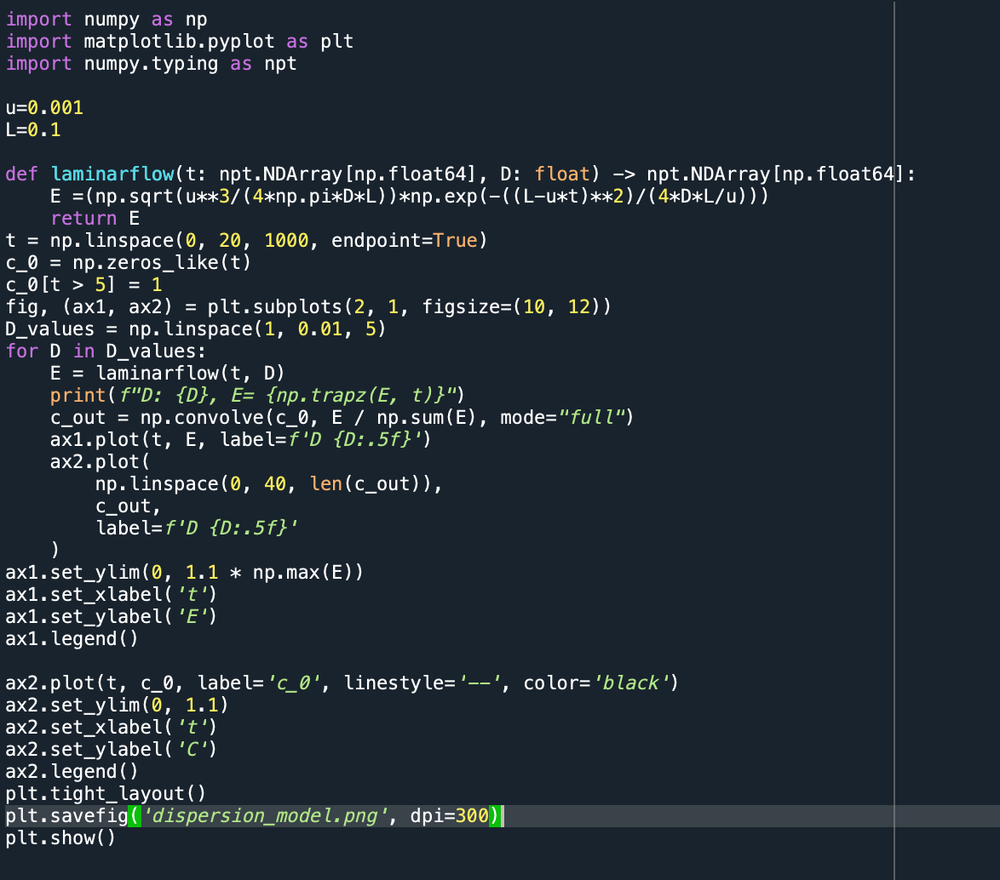 import numpy as np
import matplotlib.pyplot as plt
import numpy.typing as npt

u=0.001
L=0.1

def laminarflow(t: npt.NDArray[np.float64], D: float) -> npt.NDArray[np.float64]:
    E =(np.sqrt(u**3/(4*np.pi*D*L))*np.exp(-((L-u*t)**2)/(4*D*L/u)))
    return E
t = np.linspace(0, 20, 1000, endpoint=True)
c_0 = np.zeros_like(t)
c_0[t > 5] = 1
fig, (ax1, ax2) = plt.subplots(2, 1, figsize=(10, 12))
D_values = np.linspace(1, 0.01, 5)
for D in D_values:
    E = laminarflow(t, D)
    print(f"D: {D}, E= {np.trapz(E, t)}")
    c_out = np.convolve(c_0, E / np.sum(E), mode="full")
    ax1.plot(t, E, label=f'D {D:.5f}')
    ax2.plot(
        np.linspace(0, 40, len(c_out)),
        c_out,
        label=f'D {D:.5f}'
    )
ax1.set_ylim(0, 1.1 * np.max(E))
ax1.set_xlabel('t')
ax1.set_ylabel('E')
ax1.legend()

ax2.plot(t, c_0, label='c_0', linestyle='--', color='black')
ax2.set_ylim(0, 1.1)
ax2.set_xlabel('t')
ax2.set_ylabel('C')
ax2.legend()
plt.tight_layout()
plt.savefig('dispersion_model.png', dpi=300)
plt.show()